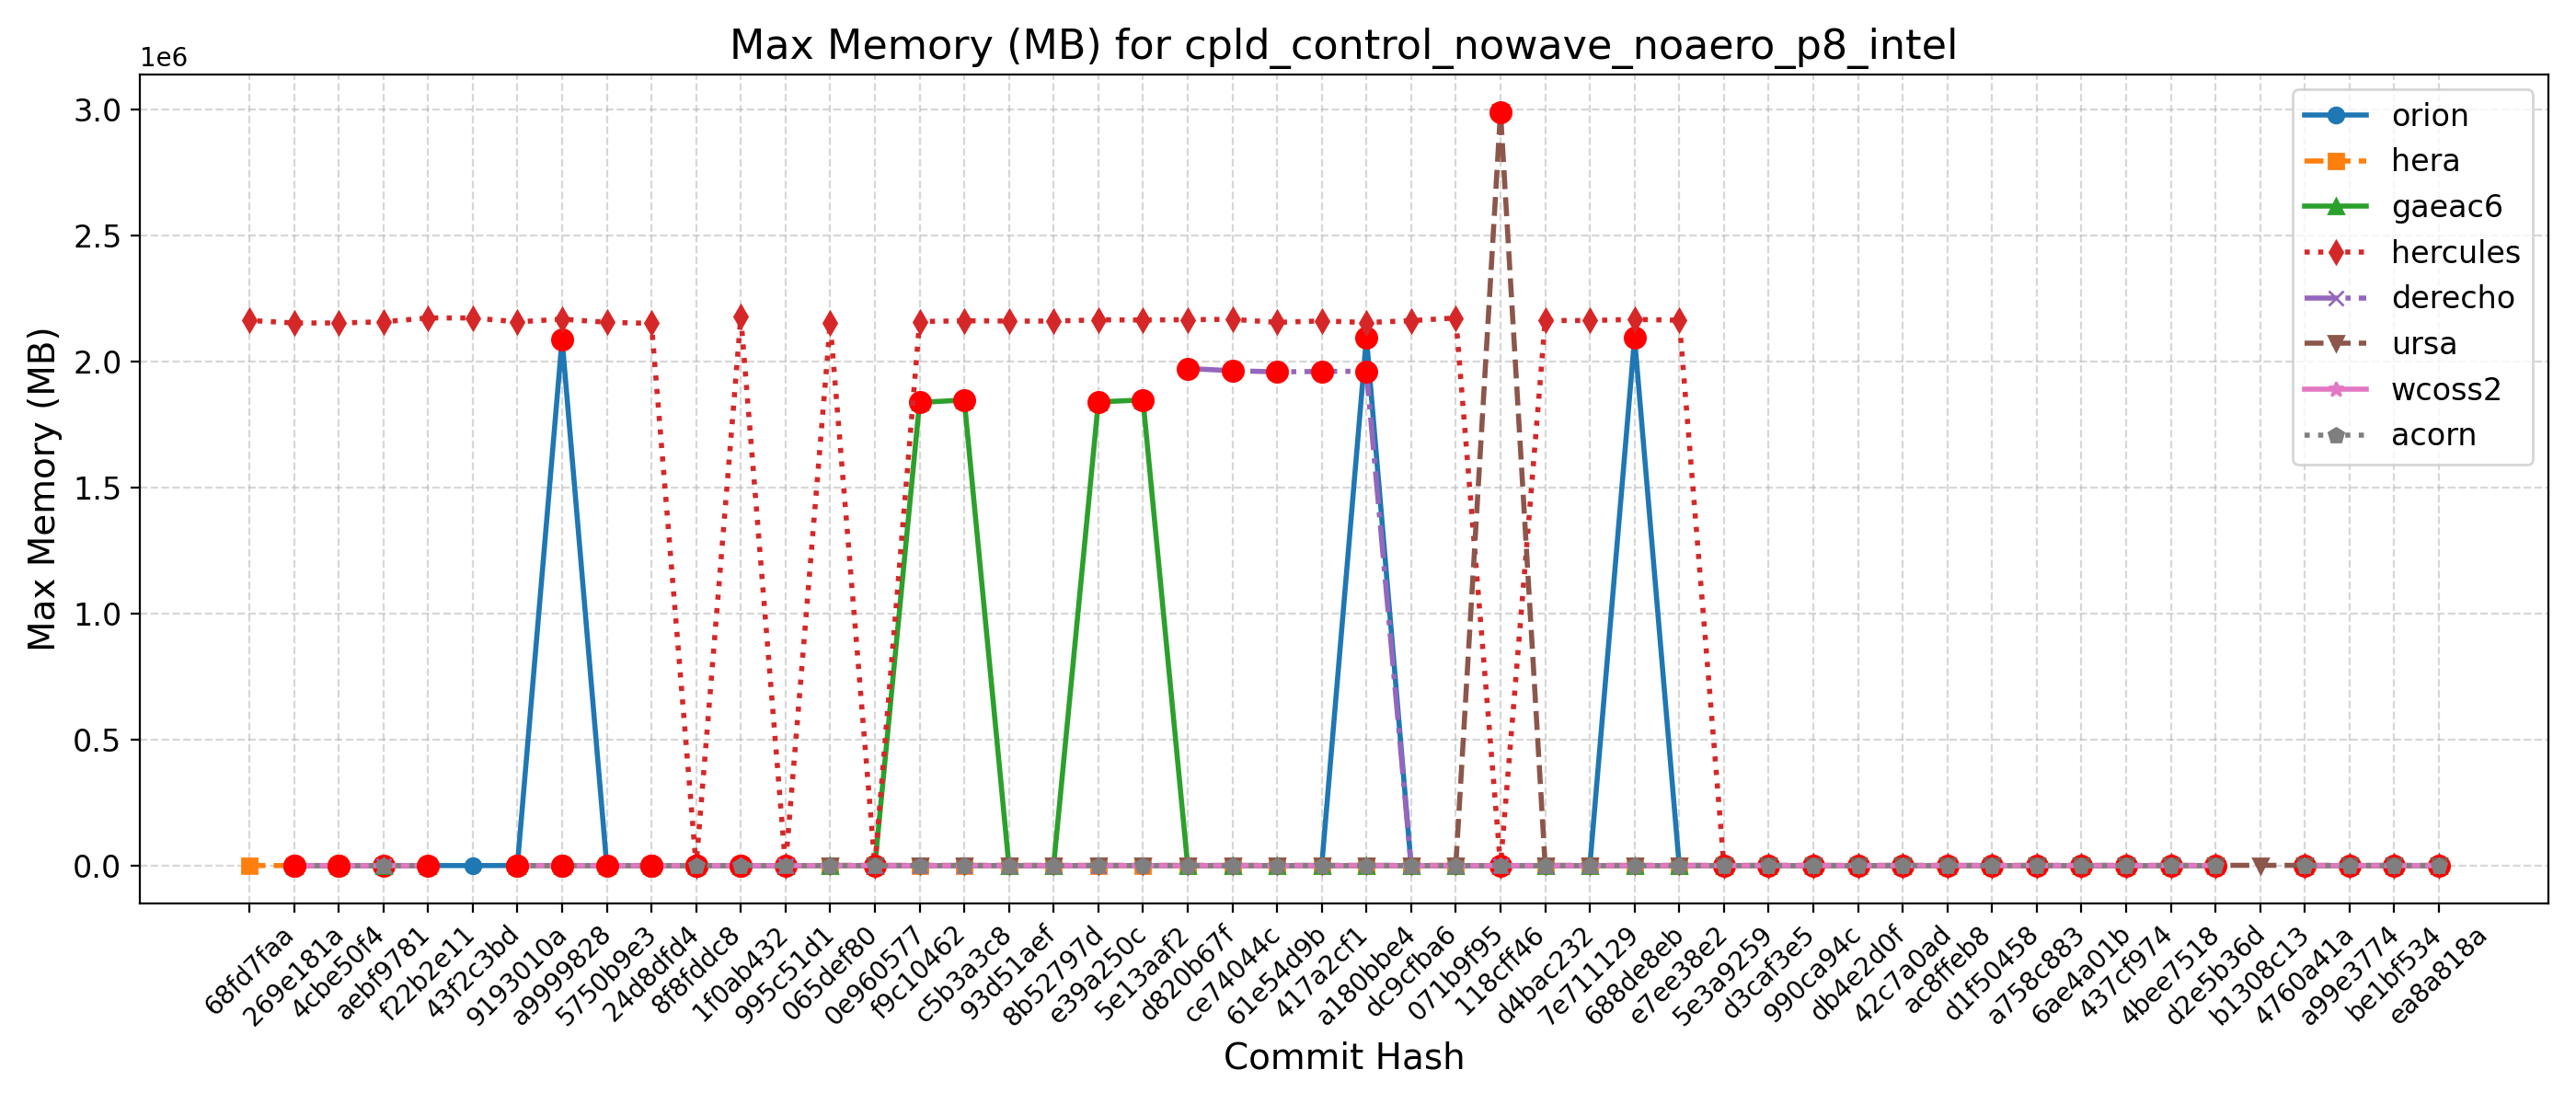 Max Memory (MB) for cpld_control_nowave_noaero_p8_intel
1e6
3.0
2.5
2.0
1.5
1.0
0.5
0.0
Max Memory (MB)
orion
hera
gaeac6
hercules
derecho
ursa
wcoss2
acorn
68fd7faa
269e181a
4cbe50f4
aebf9781
f22b2e11
43f2c3bd
9193010a
a9999828
5750b9e3
24d8dfd4
8f8fddc8
1f0ab432
995c51d1
065def80
0e960577
f9c10462
c5b3a3c8
93d51aef
8b52797d
e39a250c
5e13aaf2
d820b67f
ce74044c
61e54d9b
417a2cf1
a180bbe4
dc9cfba6
071b9f95
118cff46
d4bac232
7e711129
688de8eb
e7ee38e2
5e3a9259
d3caf3e5
990ca94c
db4e2d0f
42c7a0ad
ac8ffeb8
d1f50458
a758c883
6ae4a01b
437cf974
4bee7518
d2e5b36d
b1308c13
4760a41a
a99e3774
be1bf534
ea8a818a
Commit Hash